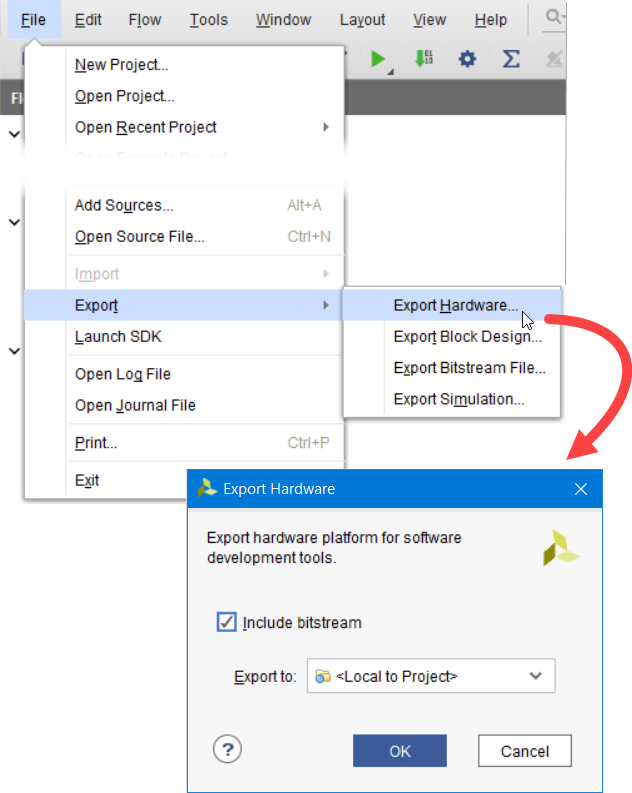 File Edit Flow Tools Window Layout View Help
New Project...
Open Project...
Open Recent Project
Open Example Project
Add Sources... Alt+A
Open Source File... Ctrl+N
Import
Export
Launch SDK
Open Log File
Open Journal File
Print... Ctrl+P
Exit
Export Hardware...
Export Block Design...
Export Bitstream File...
Export Simulation...
Export Hardware
Export hardware platform for software
development tools.
Include bitstream
Export to: <Local to Project>
? OK Cancel